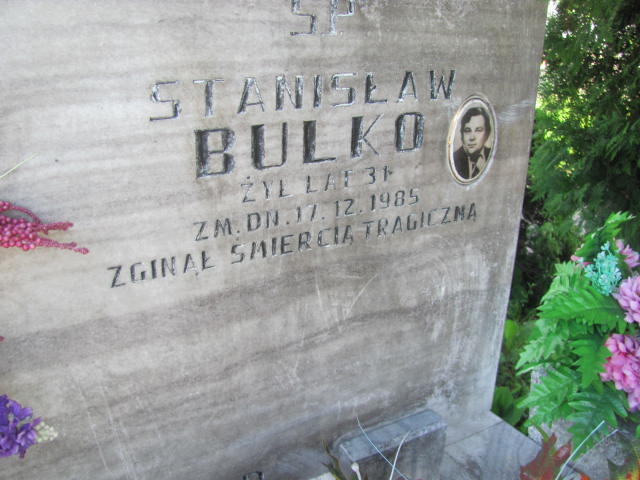 ŚP
STANISŁAW
BULKO
ŻYŁ LAT 31
ZM. DN. 17. 12. 1985
ZGINĄŁ ŚMIERCIĄ TRAGICZNĄ